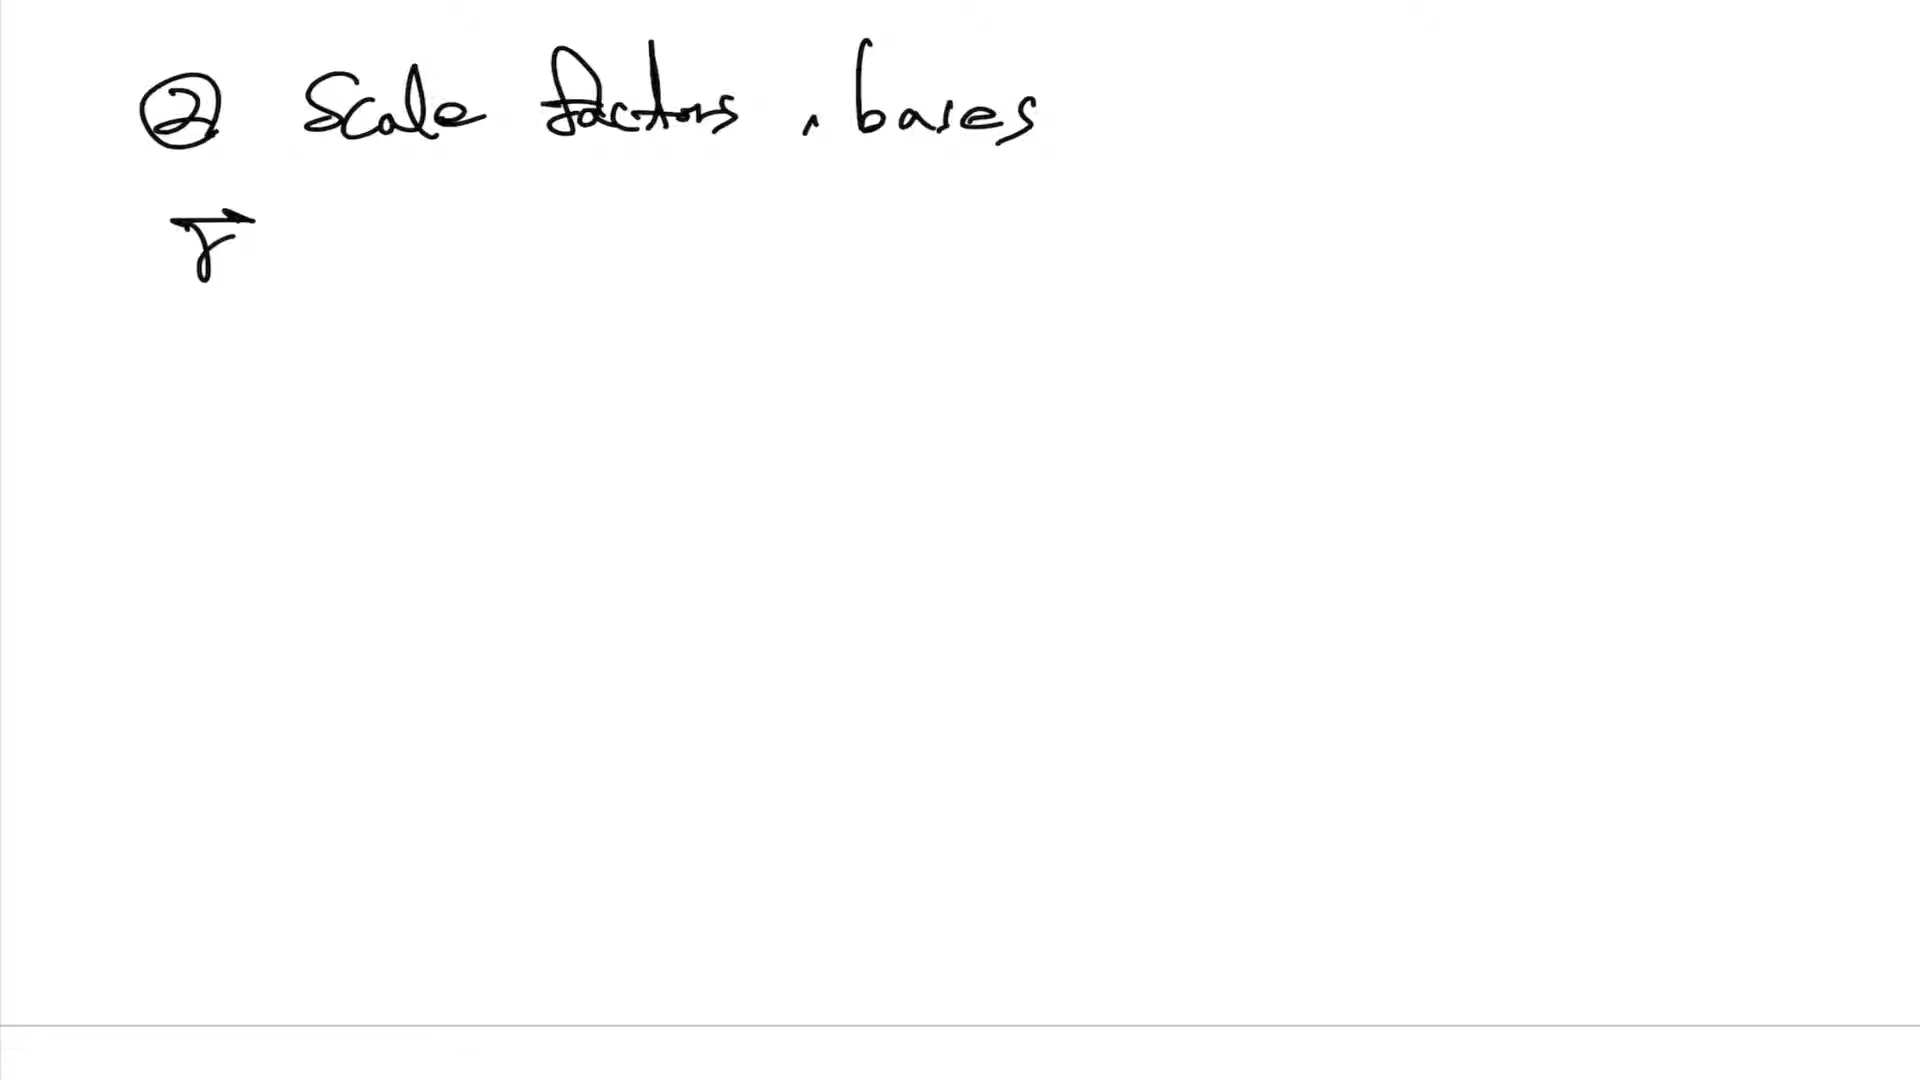 ② Scale factors, bases
r⃗